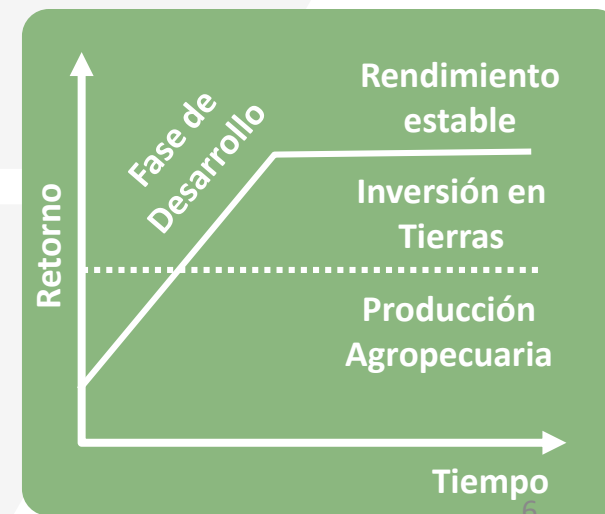 Rendimiento
estable
Fase de
Desarrollo
Inversión en
Tierras
Retorno
Producción
Agropecuaria
Tiempo
6